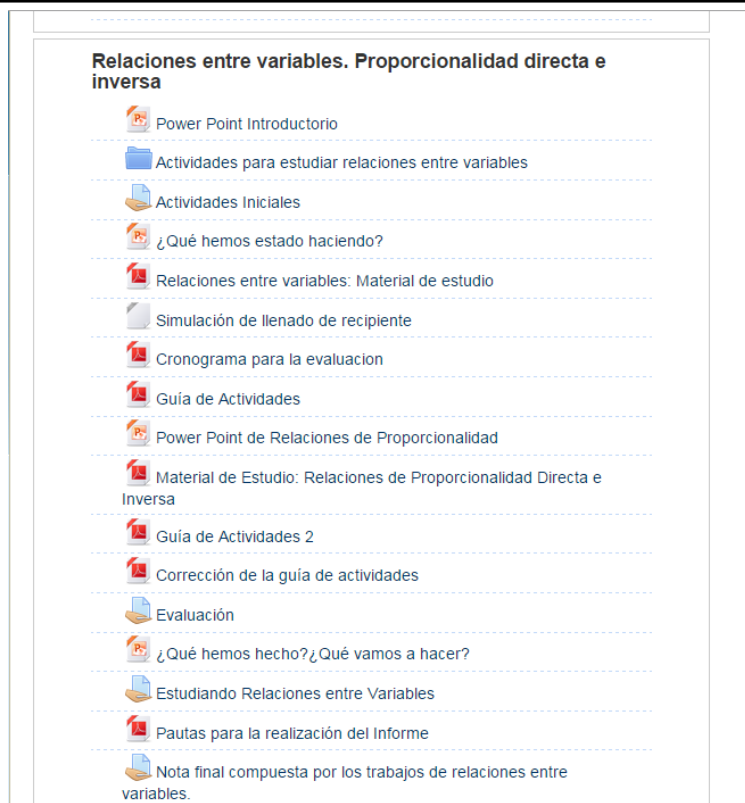 Relaciones entre variables. Proporcionalidad directa e
inversa
Power Point Introductorio
Actividades para estudiar relaciones entre variables
Actividades Iniciales
¿Qué hemos estado haciendo?
Relaciones entre variables: Material de estudio
Simulación de llenado de recipiente
Cronograma para la evaluacion
Guía de Actividades
Power Point de Relaciones de Proporcionalidad
Material de Estudio: Relaciones de Proporcionalidad Directa e
Inversa
Guía de Actividades 2
Corrección de la guía de actividades
Evaluación
¿Qué hemos hecho?¿Qué vamos a hacer?
Estudiando Relaciones entre Variables
Pautas para la realización del Informe
Nota final compuesta por los trabajos de relaciones entre
variables.